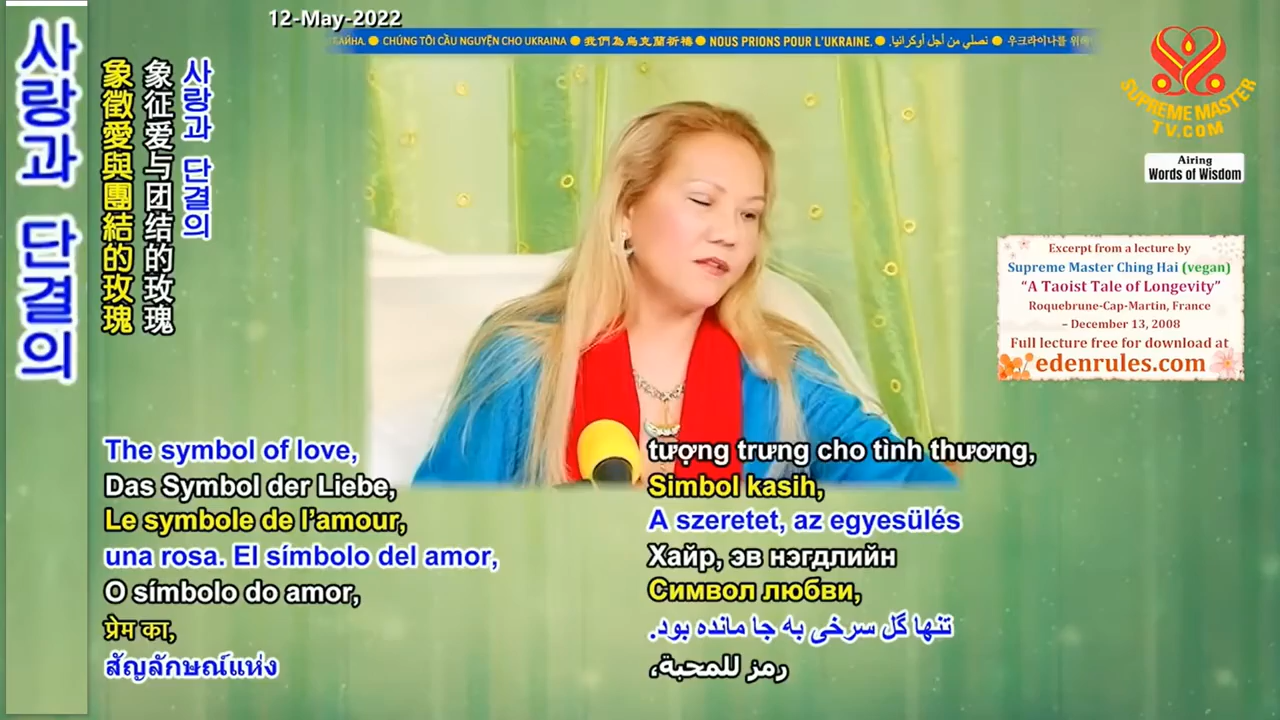 12-May-2022
ЇАЇНА. ● CHÚNG TÔI CẦU NGUYỆN CHO UKRAINA ● 我們為烏克蘭祈禱 ● NOUS PRIONS POUR L'UKRAINE. ● نصلي من أجل أوكرانيا. ● 우크라이나를 위해
사랑과 단결의
象徵愛與團結的玫瑰
象征爱与团结的玫瑰
사랑과 단결의
SUPREME MASTER
TV.COM
Airing
Words of Wisdom
Excerpt from a lecture by
Supreme Master Ching Hai (vegan)
“A Taoist Tale of Longevity”
Roquebrune-Cap-Martin, France
– December 13, 2008
Full lecture free for download at
edenrules.com
The symbol of love,
Das Symbol der Liebe,
Le symbole de l’amour,
una rosa. El símbolo del amor,
O símbolo do amor,
प्रेम का,
สัญลักษณ์แห่ง
tượng trưng cho tình thương,
Simbol kasih,
A szeretet, az egyesülés
Хайр, эв нэгдлийн
Символ любви,
تنها گل سرخی به جا مانده بود.
رمز للمحبة،